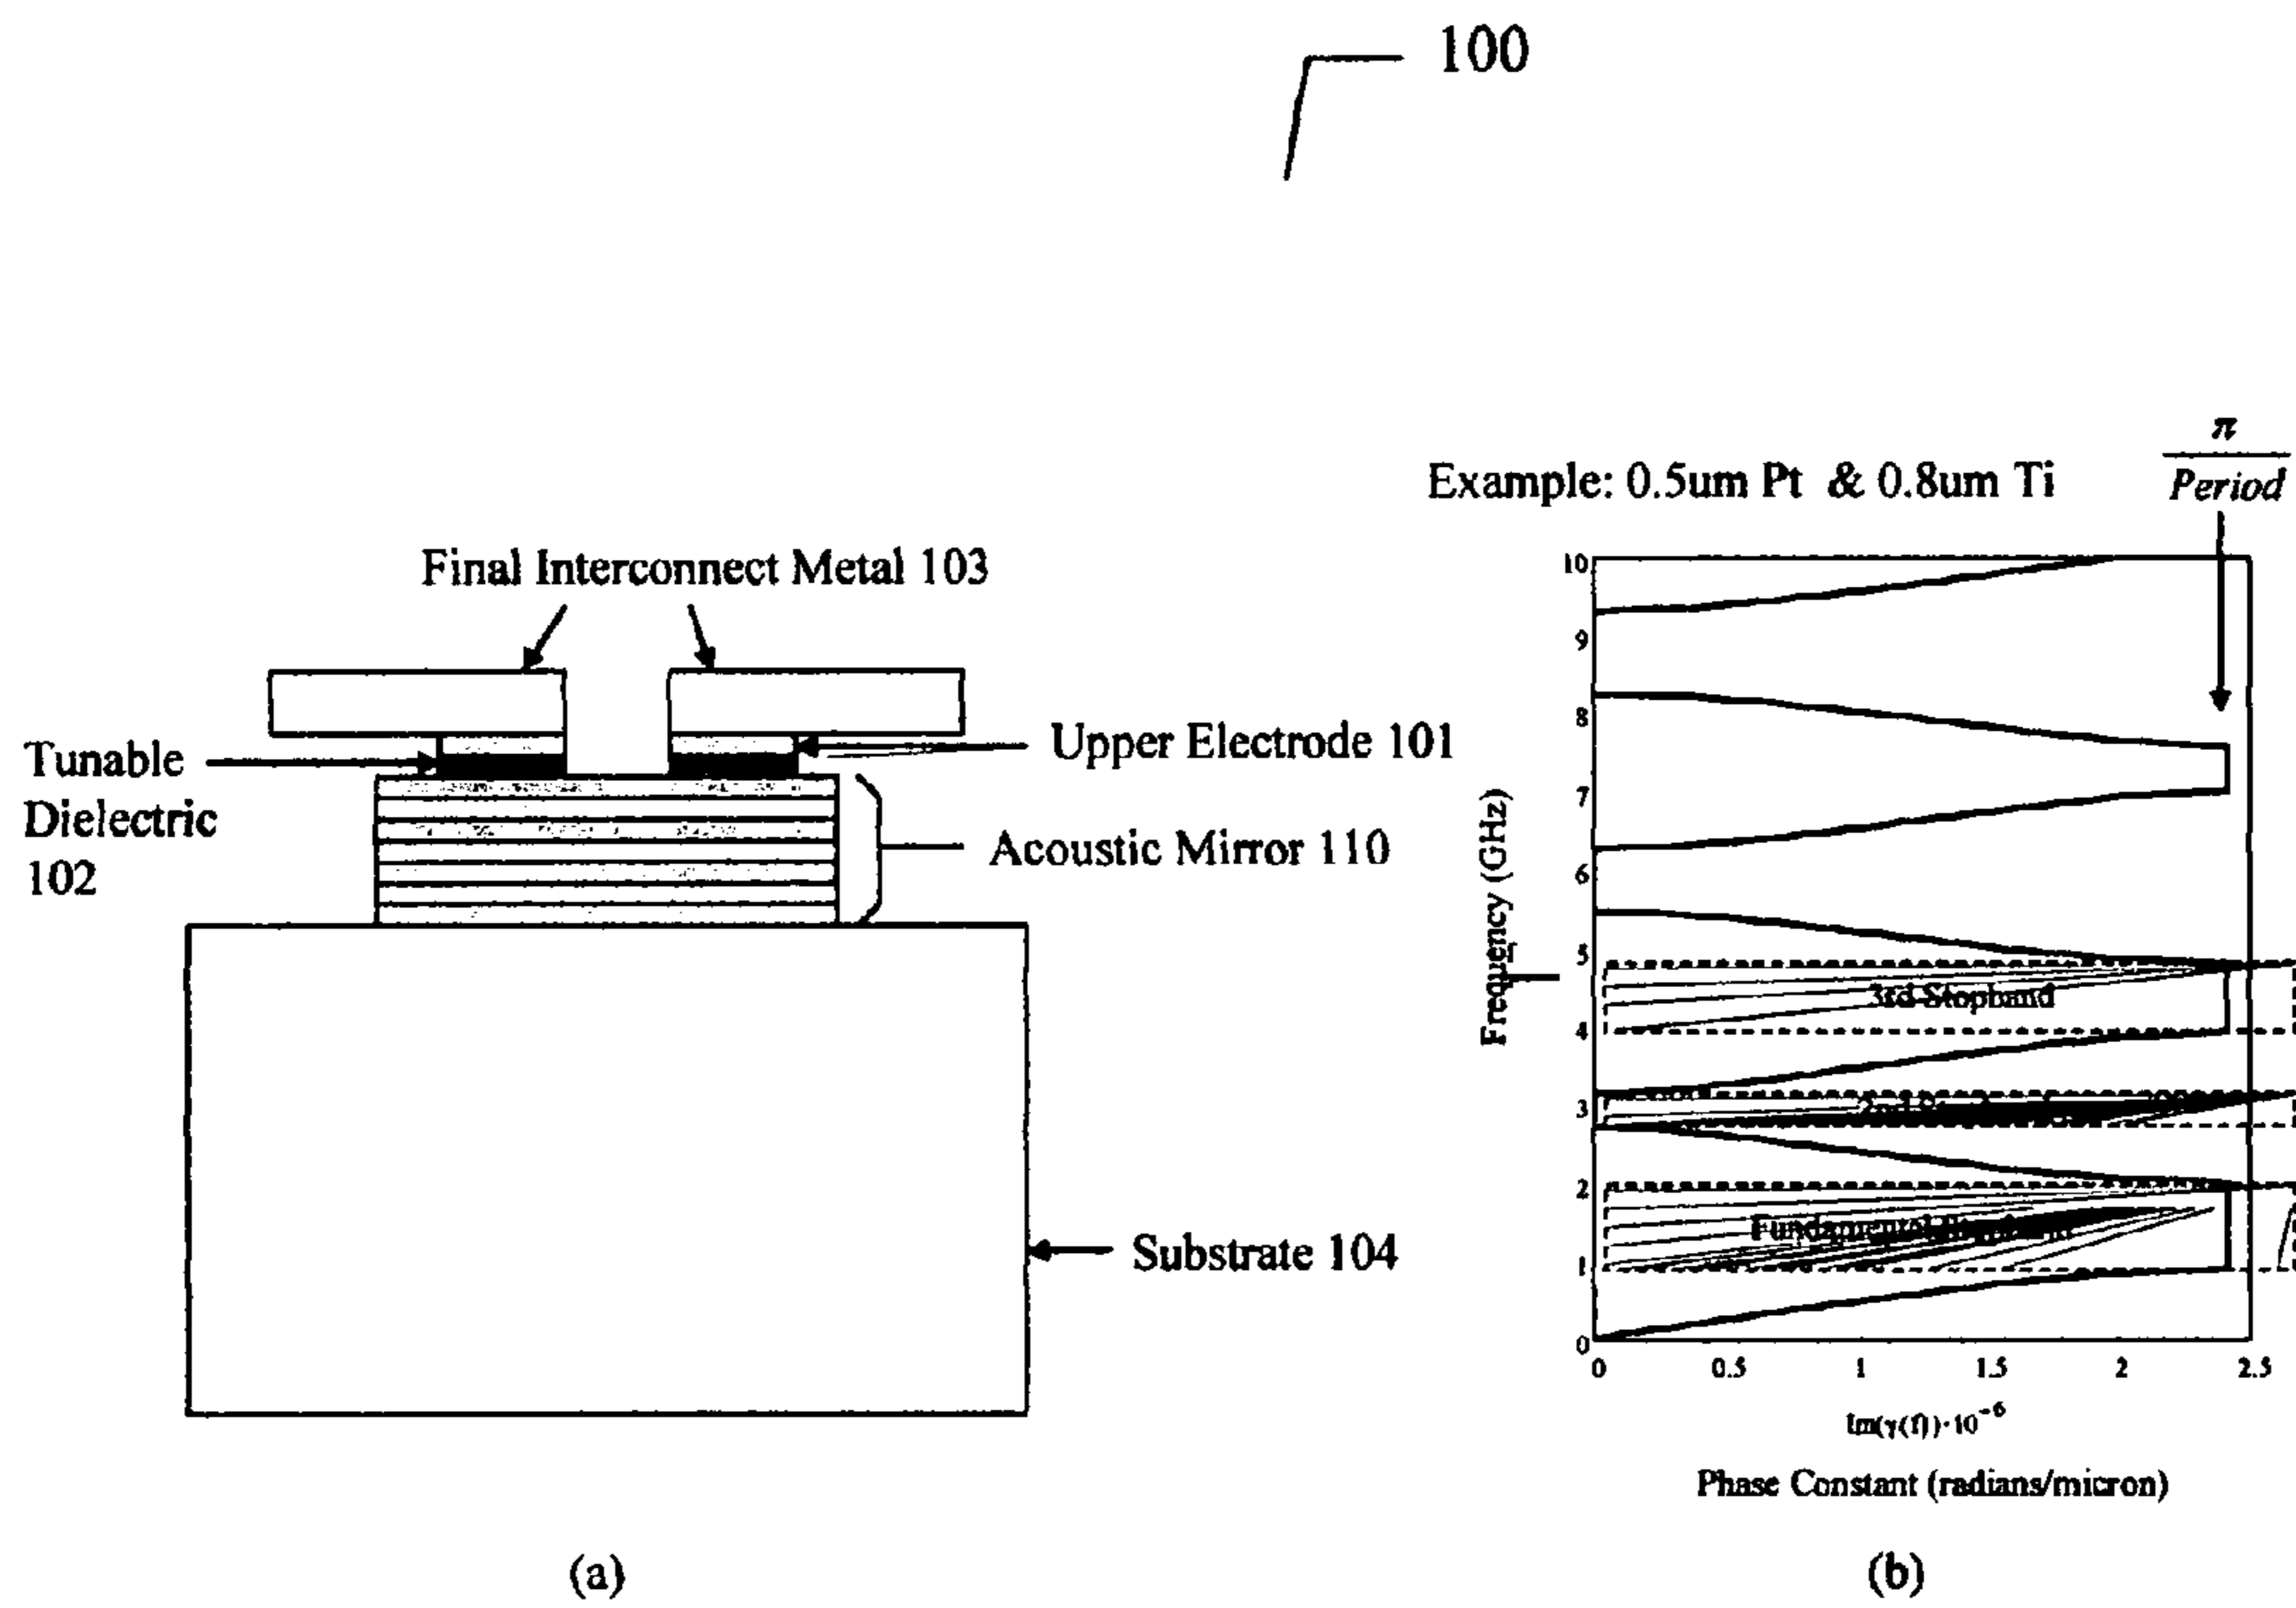 100
Final Interconnect Metal 103
Tunable
Dielectric
102
Upper Electrode 101
Acoustic Mirror 110
Substrate 104
(a)
Example: 0.5um Pt & 0.8um Ti
π
Period
Frequency (GHz)
10
9
8
7
6
5
4
3
2
1
0
3rd Stopband
Fundamental
0 0.5 1 1.5 2 2.5
Im(γ(f))·10⁻⁶
Phase Constant (radians/micron)
(b)